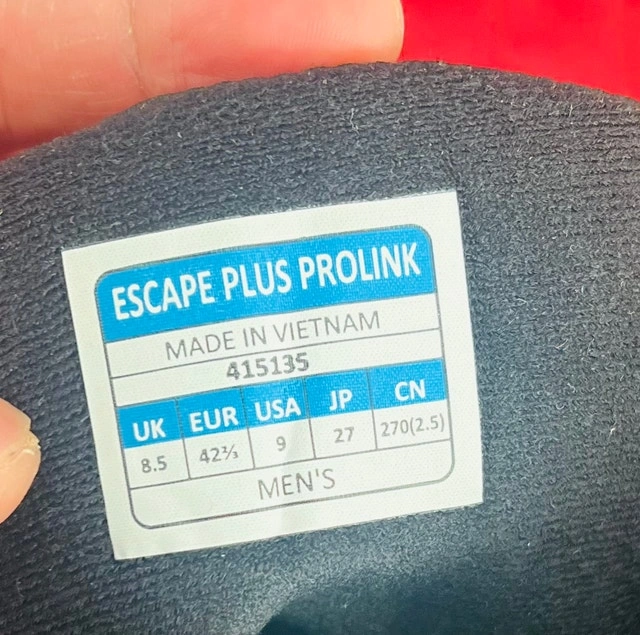 ESCAPE PLUS PROLINK
MADE IN VIETNAM
415135
UK EUR USA JP CN
8.5 42⅔ 9 27 270(2.5)
MEN'S